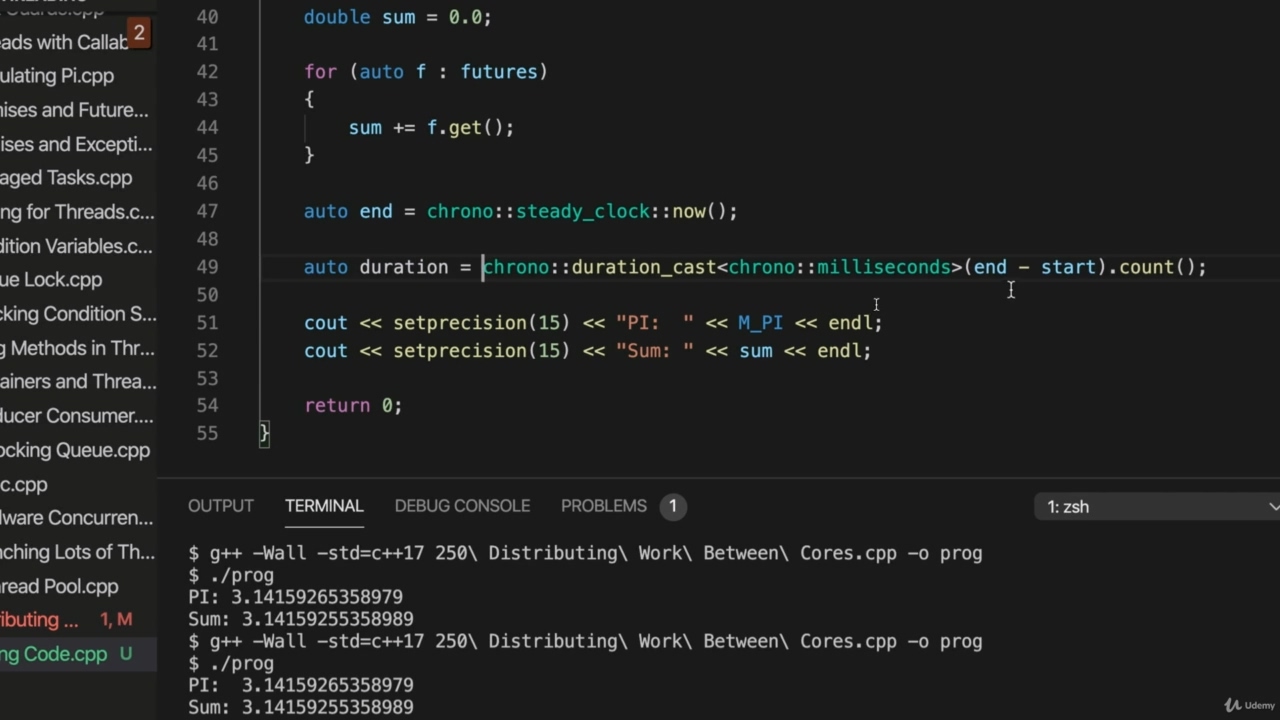 eads with Callab
2
ulating Pi.cpp
nises and Future...
ises and Excepti...
aged Tasks.cpp
ng for Threads.c...
dition Variables.c...
ue Lock.cpp
cking Condition S...
g Methods in Thr...
ainers and Threa...
ducer Consumer....
ocking Queue.cpp
c.cpp
dware Concurren...
nching Lots of Th...
read Pool.cpp
ributing ... 1, M
ng Code.cpp U
40 double sum = 0.0;
41
42 for (auto f : futures)
43 {
44 sum += f.get();
45 }
46
47 auto end = chrono::steady_clock::now();
48
49 auto duration = chrono::duration_cast<chrono::milliseconds>(end - start).count();
50
51 cout << setprecision(15) << "PI:  " << M_PI << endl;
52 cout << setprecision(15) << "Sum: " << sum << endl;
53
54 return 0;
55 }
OUTPUT TERMINAL DEBUG CONSOLE PROBLEMS 1 1: zsh
$ g++ -Wall -std=c++17 250\ Distributing\ Work\ Between\ Cores.cpp -o prog
$ ./prog
PI: 3.14159265358979
Sum: 3.14159255358989
$ g++ -Wall -std=c++17 250\ Distributing\ Work\ Between\ Cores.cpp -o prog
$ ./prog
PI:  3.14159265358979
Sum: 3.14159255358989
Udemy